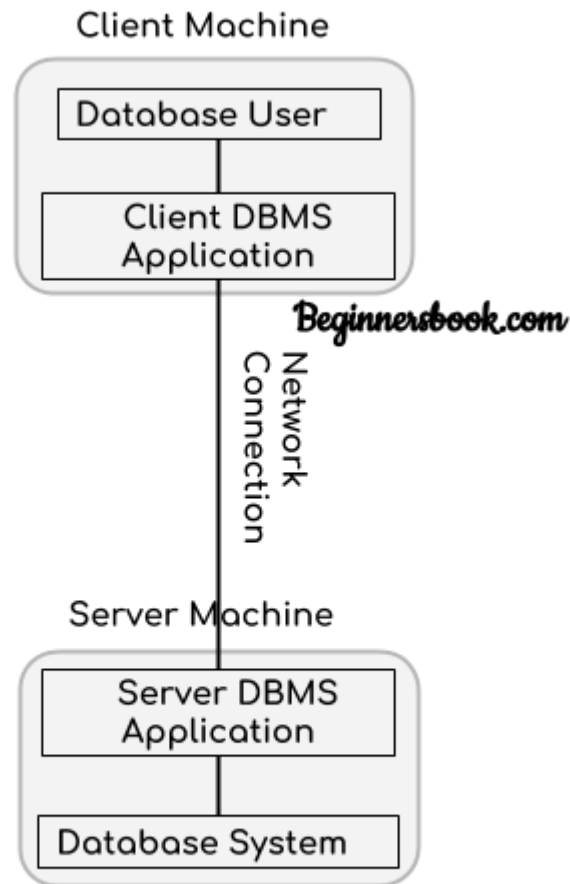 Client Machine
Database User
Client DBMS
Application
Beginnersbook.com
Network
Connection
Server Machine
Server DBMS
Application
Database System